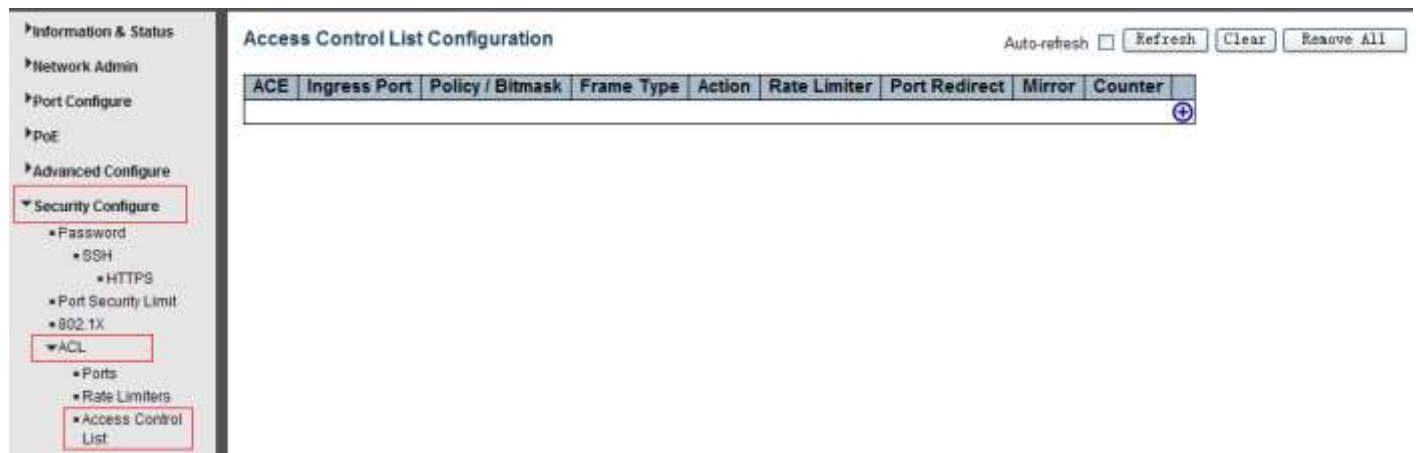 Information & Status
Network Admin
Port Configure
PoE
Advanced Configure
Security Configure
Password
SSH
HTTPS
Port Security Limit
802.1X
ACL
Ports
Rate Limiters
Access Control
List
Access Control List Configuration
Auto-refresh Refresh Clear Remove All
ACE Ingress Port Policy / Bitmask Frame Type Action Rate Limiter Port Redirect Mirror Counter